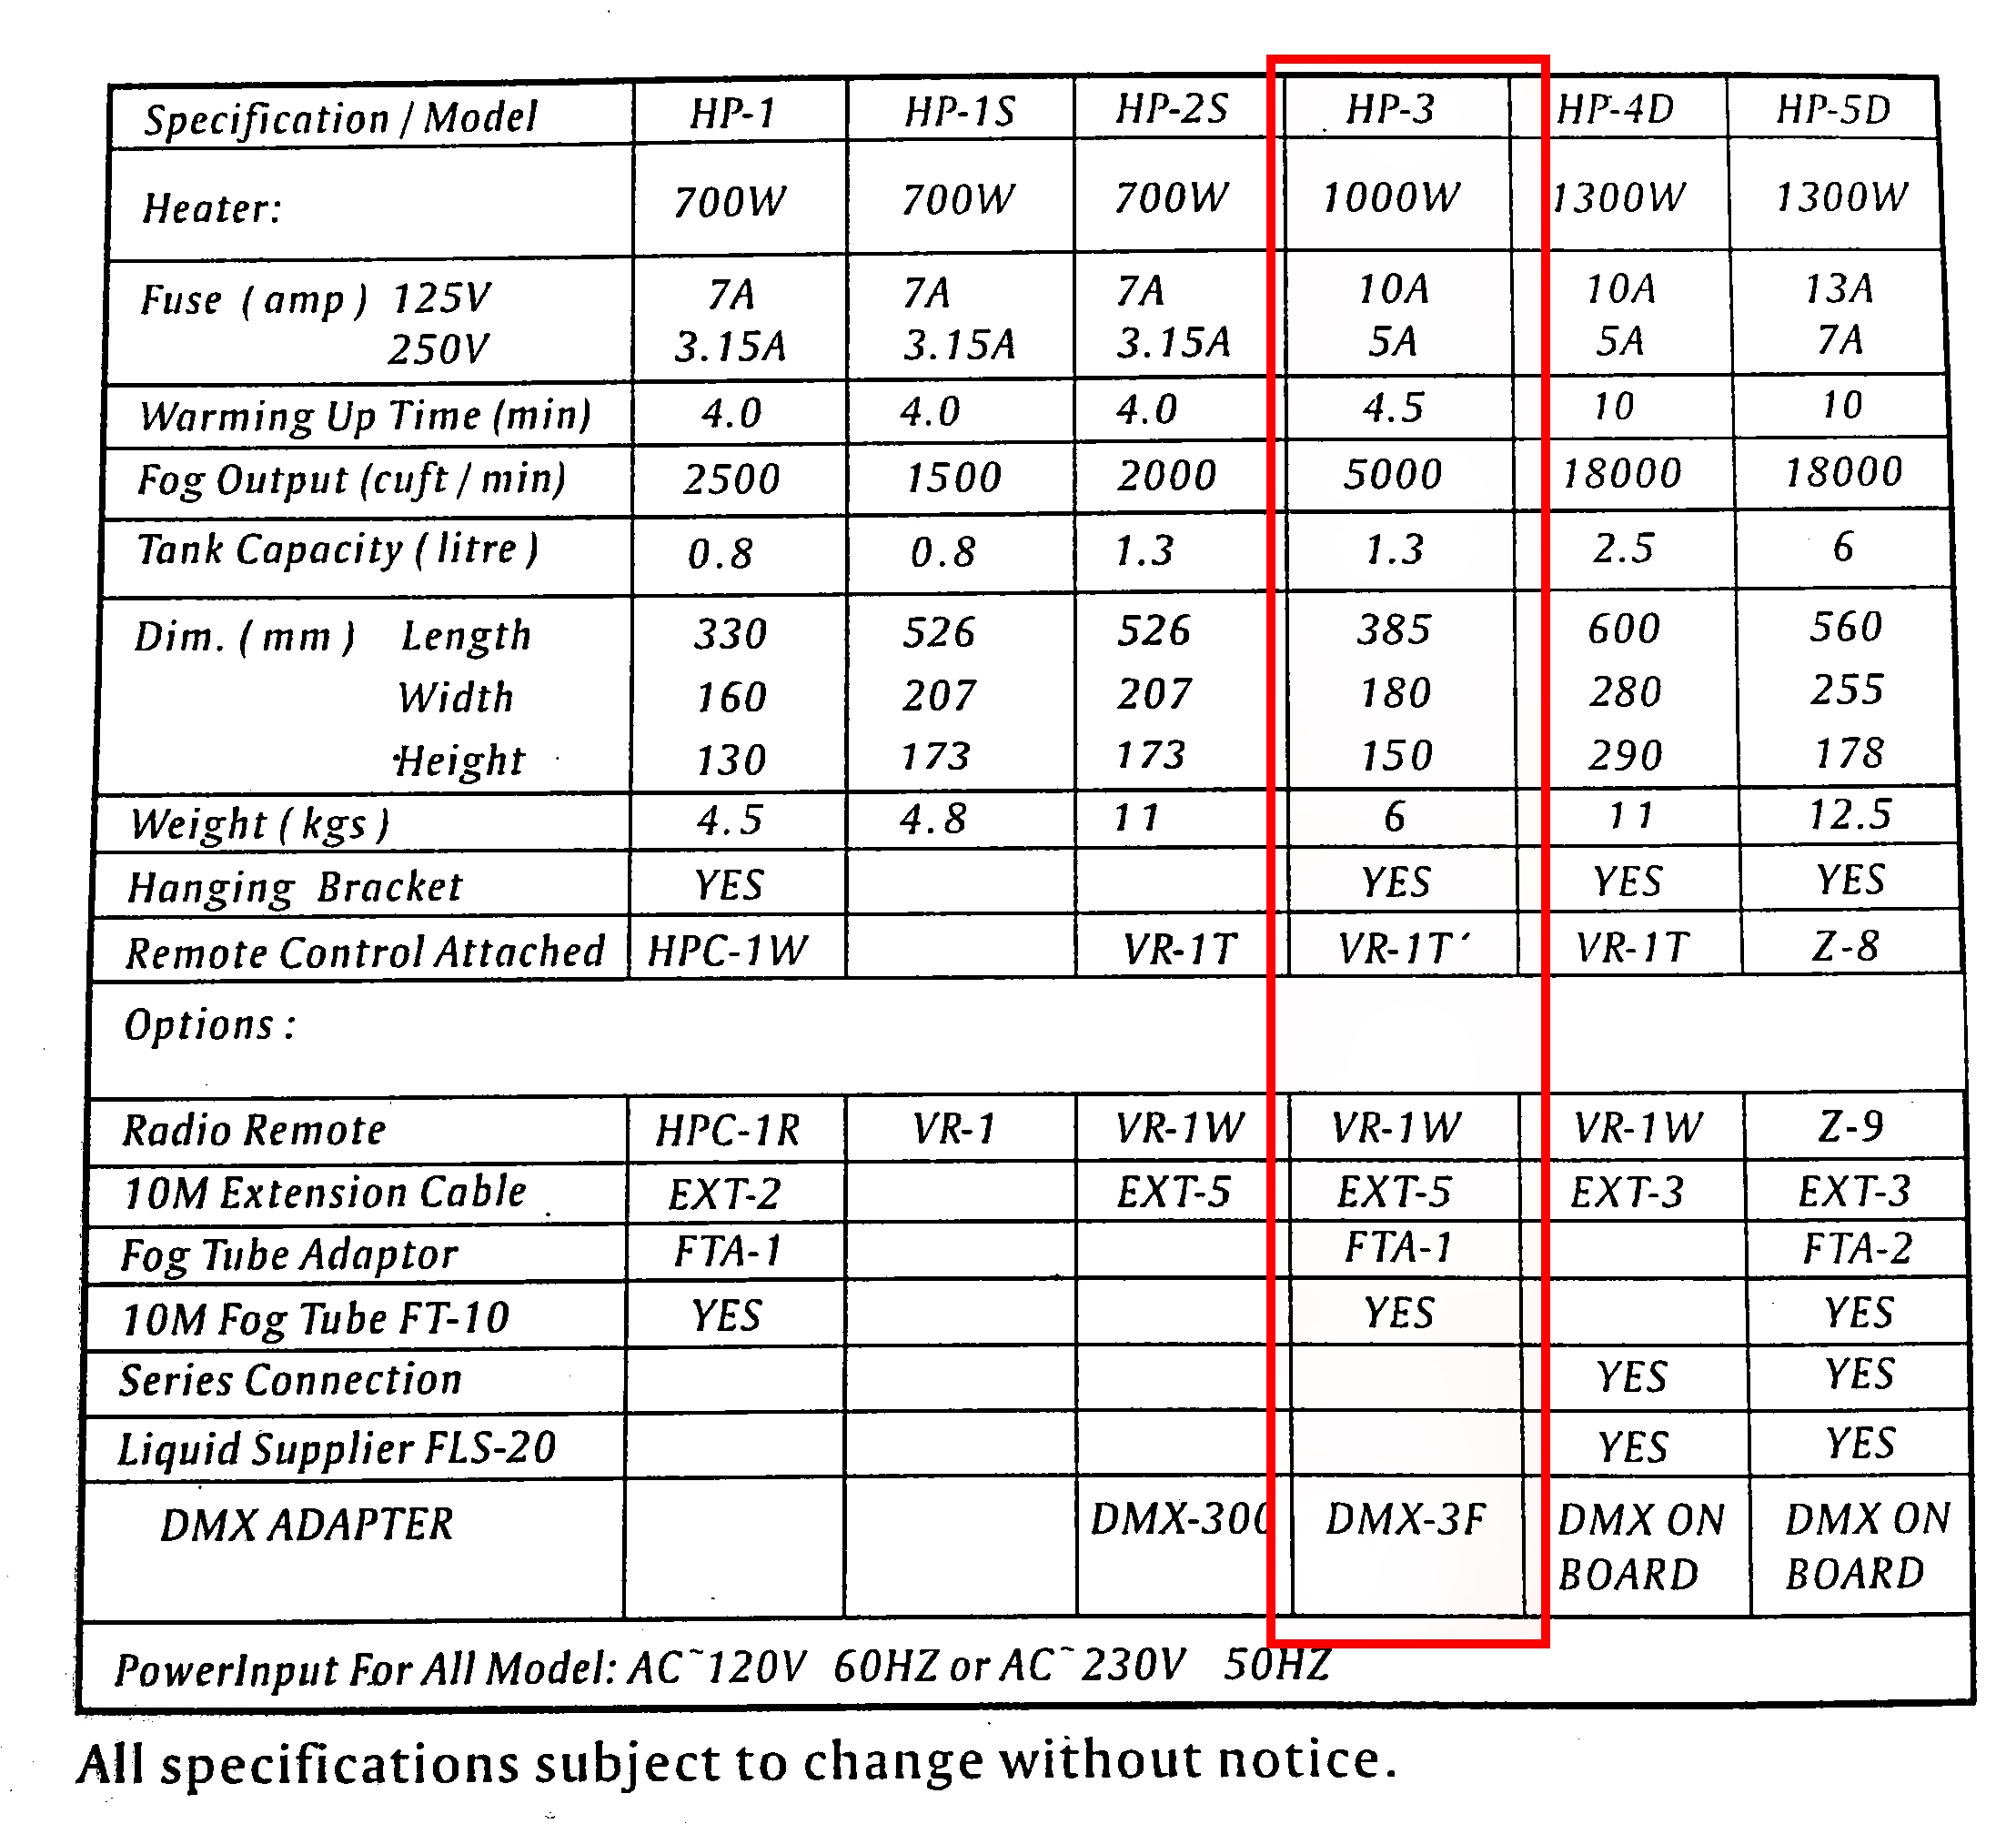 Specification / Model HP-1 HP-1S HP-2S HP-3 HP-4D HP-5D
Heater: 700W 700W 700W 1000W 1300W 1300W
Fuse ( amp ) 125V 7A 7A 7A 10A 10A 13A
250V 3.15A 3.15A 3.15A 5A 5A 7A
Warming Up Time (min) 4.0 4.0 4.0 4.5 10 10
Fog Output (cuft / min) 2500 1500 2000 5000 18000 18000
Tank Capacity ( litre ) 0.8 0.8 1.3 1.3 2.5 6
Dim. ( mm ) Length 330 526 526 385 600 560
Width 160 207 207 180 280 255
Height 130 173 173 150 290 178
Weight ( kgs ) 4.5 4.8 11 6 11 12.5
Hanging Bracket YES YES YES YES
Remote Control Attached HPC-1W VR-1T VR-1T VR-1T Z-8
Options :
Radio Remote HPC-1R VR-1 VR-1W VR-1W VR-1W Z-9
10M Extension Cable EXT-2 EXT-5 EXT-5 EXT-3 EXT-3
Fog Tube Adaptor FTA-1 FTA-1 FTA-2
10M Fog Tube FT-10 YES YES YES
Series Connection YES YES
Liquid Supplier FLS-20 YES YES
DMX ADAPTER DMX-300 DMX-3F DMX ON DMX ON
BOARD BOARD
PowerInput For All Model: AC~120V 60HZ or AC~230V 50HZ
All specifications subject to change without notice.